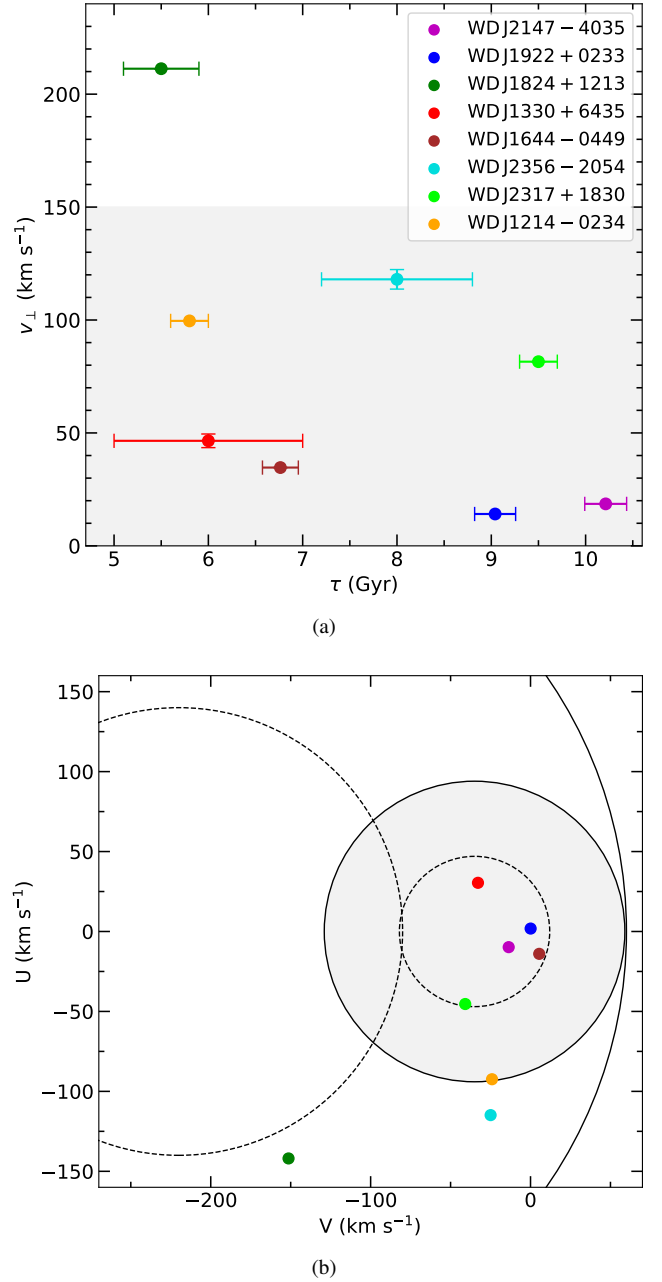 200
150
100
50
0
v⊥ (km s⁻¹)
WD J2147−4035
WD J1922+0233
WD J1824+1213
WD J1330+6435
WD J1644−0449
WD J2356−2054
WD J2317+1830
WD J1214−0234
5 6 7 8 9 10
τ (Gyr)
(a)
150
100
50
0
−50
−100
−150
U (km s⁻¹)
−200 −100 0
V (km s⁻¹)
(b)